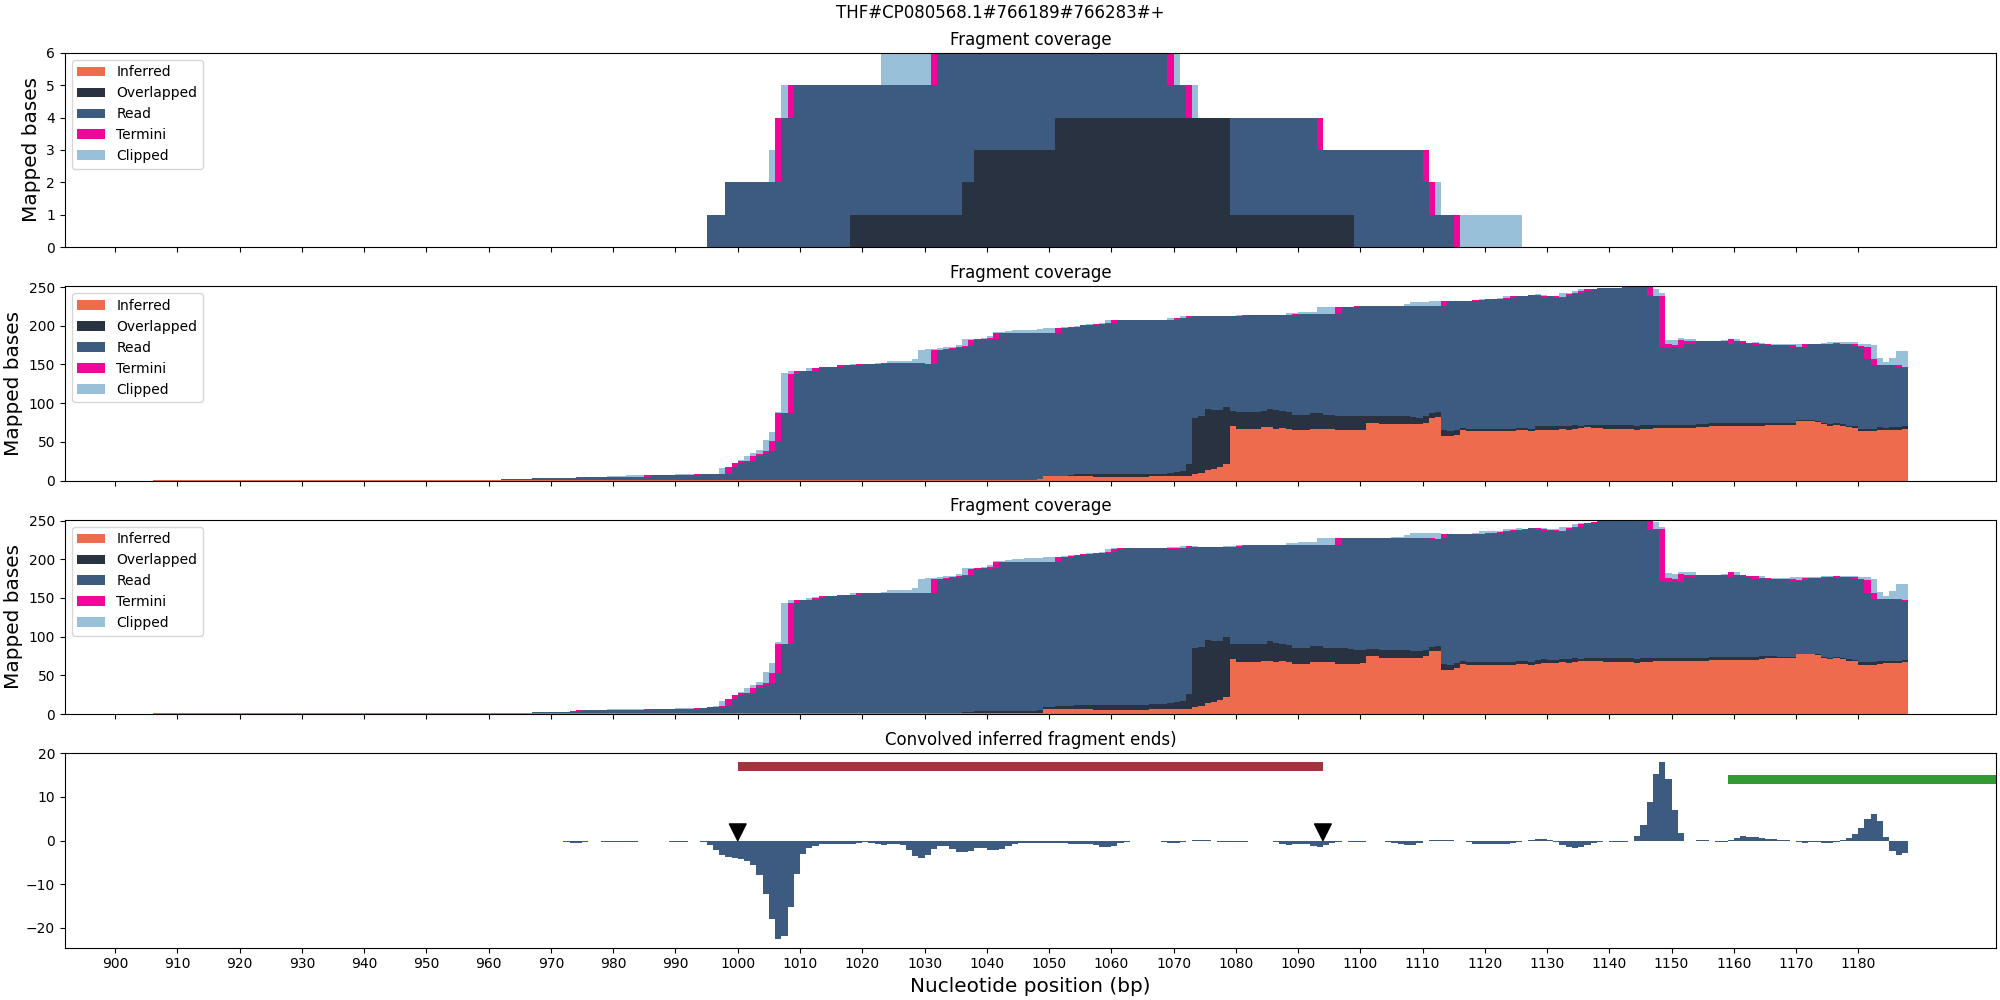 THF#CP080568.1#766189#766283#+
Fragment coverage
6
5
4
3
2
1
0
Mapped bases
Inferred
Overlapped
Read
Termini
Clipped
Fragment coverage
250
200
150
100
50
0
Mapped bases
Inferred
Overlapped
Read
Termini
Clipped
Fragment coverage
250
200
150
100
50
0
Mapped bases
Inferred
Overlapped
Read
Termini
Clipped
Convolved inferred fragment ends)
20
10
0
−10
−20
900 910 920 930 940 950 960 970 980 990 1000 1010 1020 1030 1040 1050 1060 1070 1080 1090 1100 1110 1120 1130 1140 1150 1160 1170 1180
Nucleotide position (bp)